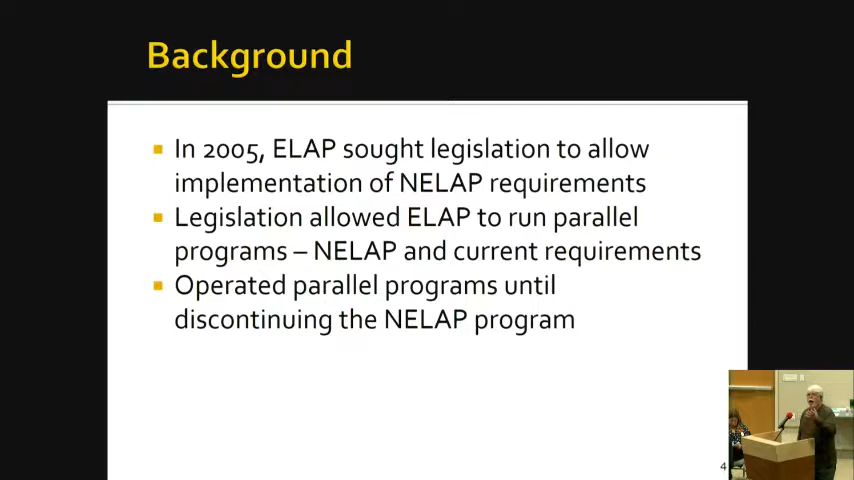 Background
In 2005, ELAP sought legislation to allow
implementation of NELAP requirements
Legislation allowed ELAP to run parallel
programs – NELAP and current requirements
Operated parallel programs until
discontinuing the NELAP program
4